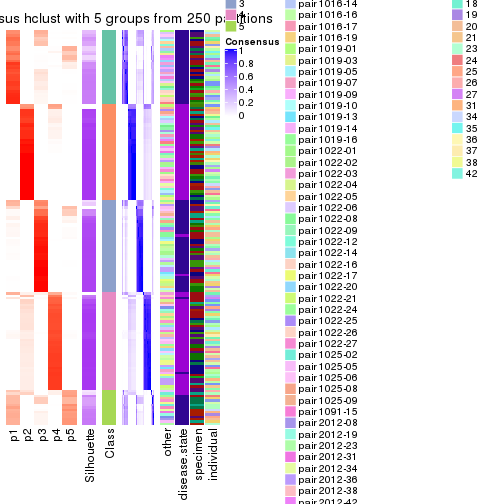 sus hclust with 5 groups from 250 partitions
3
4
5
Consensus
1
0.8
0.6
0.4
0.2
0
p1
p2
p3
p4
p5
Silhouette
Class
other
disease.state
specimen
individual
pair1016-14
pair1016-16
pair1016-17
pair1019-01
pair1019-03
pair1019-05
pair1019-07
pair1019-09
pair1019-10
pair1019-13
pair1019-14
pair1019-16
pair1022-01
pair1022-02
pair1022-03
pair1022-04
pair1022-05
pair1022-06
pair1022-08
pair1022-09
pair1022-12
pair1022-14
pair1022-16
pair1022-17
pair1022-20
pair1022-21
pair1022-24
pair1022-25
pair1022-26
pair1022-27
pair1025-02
pair1025-05
pair1025-06
pair1025-08
pair1025-09
pair1091-15
pair2012-08
pair2012-19
pair2012-23
pair2012-31
pair2012-34
pair2012-36
pair2012-38
pair2012-42
18
19
20
21
23
24
25
26
27
31
34
35
36
37
38
42